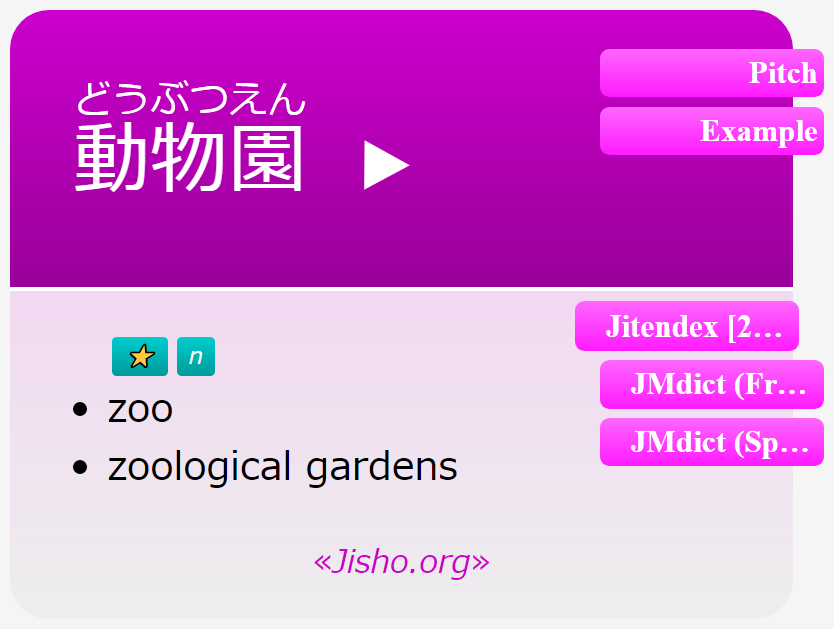 どうぶつえん
動物園
Pitch
Example
Jitendex [2…
JMdict (Fr…
JMdict (Sp…
n
zoo
zoological gardens
«Jisho.org»